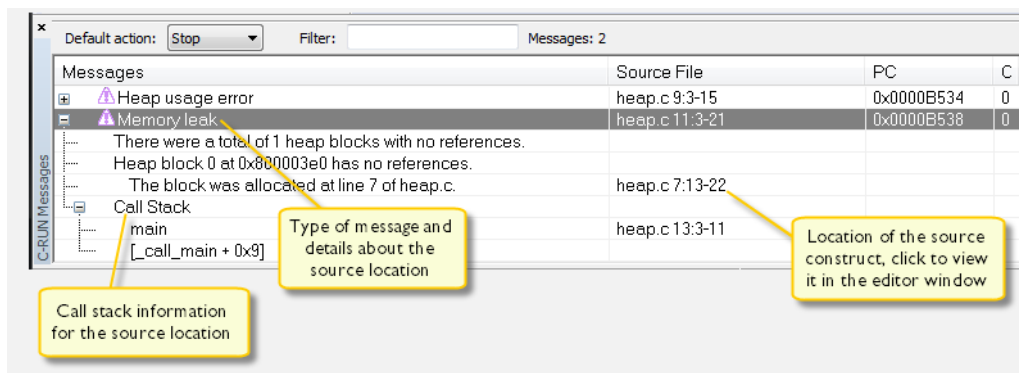 Default action: Stop Filter: Messages: 2
Messages Source File PC C
Heap usage error heap.c 9:3-15 0x0000B534 0
Memory leak heap.c 11:3-21 0x0000B538 0
There were a total of 1 heap blocks with no references.
Heap block 0 at 0x800003e0 has no references.
The block was allocated at line 7 of heap.c. heap.c 7:13-22
Call Stack
main heap.c 13:3-11
[_call_main + 0x9]
C-RUN Messages
Type of message and
details about the
source location
Location of the source
construct, click to view
it in the editor window
Call stack information
for the source location